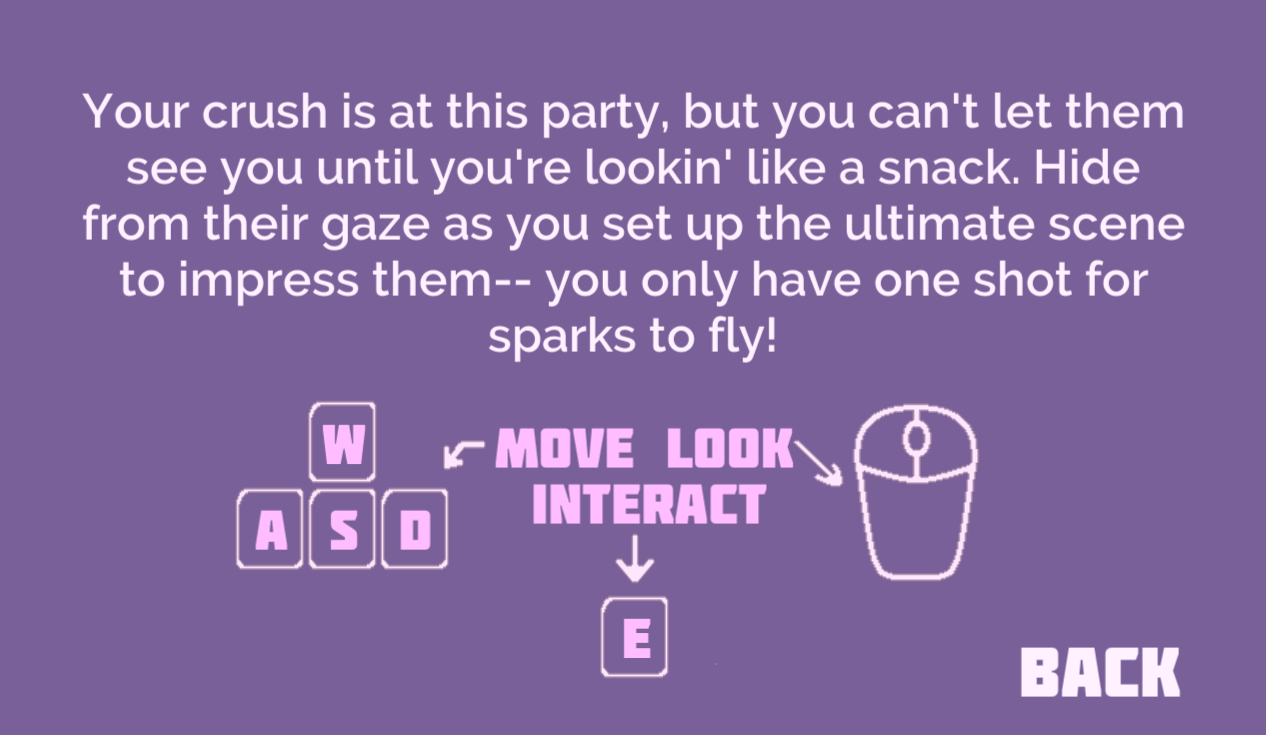 Your crush is at this party, but you can't let them
see you until you're lookin' like a snack. Hide
from their gaze as you set up the ultimate scene
to impress them-- you only have one shot for
sparks to fly!
W
MOVE LOOK
A S D
INTERACT
E
BACK